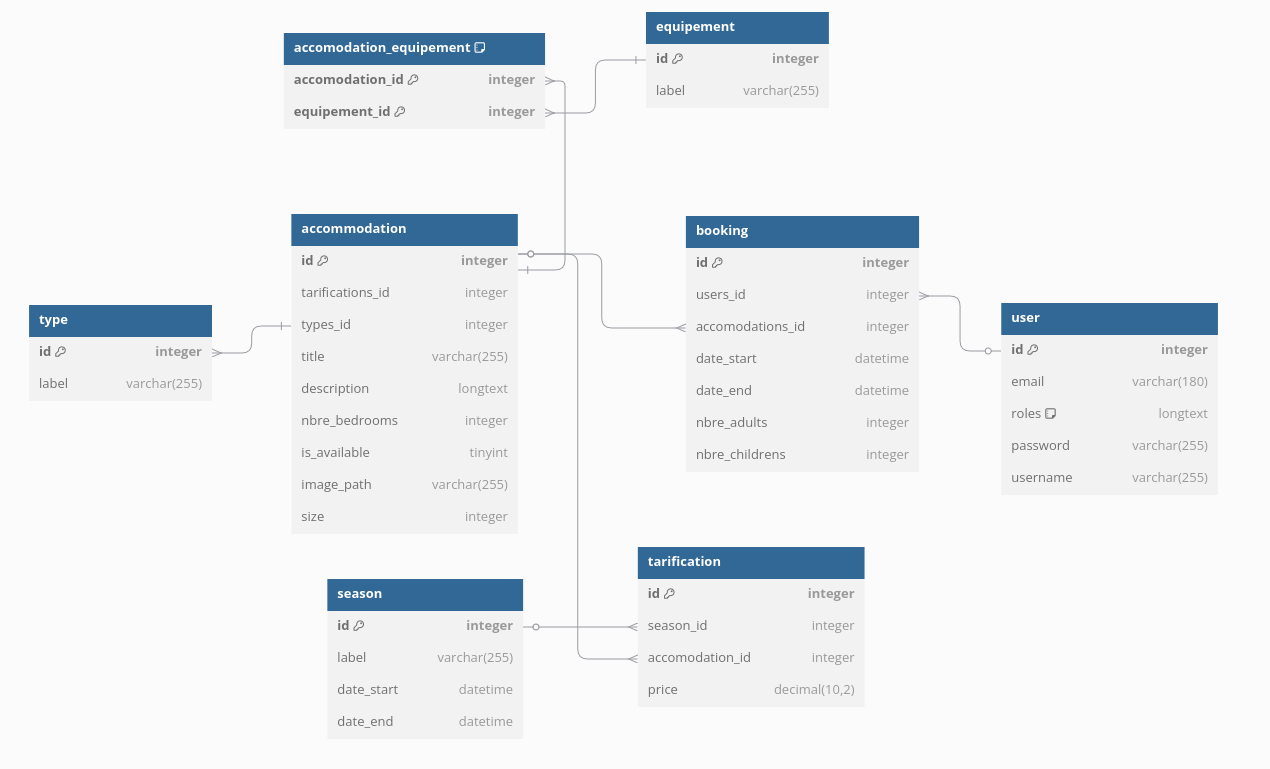 accomodation_equipement
accomodation_id integer
equipement_id integer
equipement
id integer
label varchar(255)
accommodation
id integer
tarifications_id integer
types_id integer
title varchar(255)
description longtext
nbre_bedrooms integer
is_available tinyint
image_path varchar(255)
size integer
booking
id integer
users_id integer
accomodations_id integer
date_start datetime
date_end datetime
nbre_adults integer
nbre_childrens integer
type
id integer
label varchar(255)
user
id integer
email varchar(180)
roles longtext
password varchar(255)
username varchar(255)
season
id integer
label varchar(255)
date_start datetime
date_end datetime
tarification
id integer
season_id integer
accomodation_id integer
price decimal(10,2)